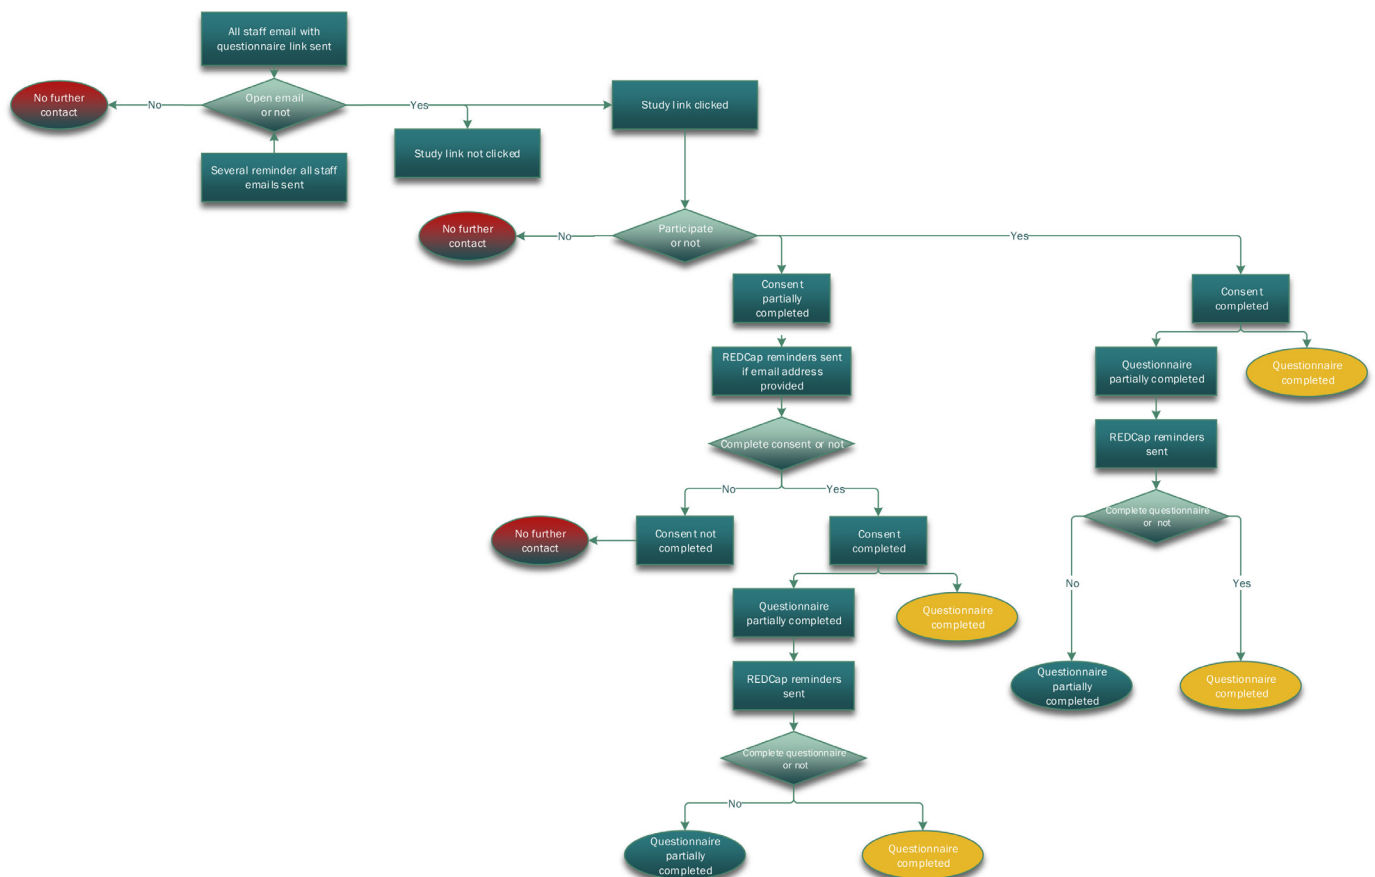 All staff email with
questionnaire link sent
No further
contact
No
Open email
or not
Yes
Study link clicked
Study link not clicked
Several reminder all staff
emails sent
No further
contact
No
Participate
or not
Yes
Consent
partially
completed
Consent
completed
REDCap reminders sent
if email address
provided
Questionnaire
partially completed
Questionnaire
completed
Complete consent or not
REDCap reminders
sent
No
Yes
Complete questionnaire
or not
No further
contact
Consent not
completed
Consent
completed
No
Yes
Questionnaire
partially completed
Questionnaire
completed
REDCap reminders
sent
Questionnaire
partially
completed
Questionnaire
completed
Complete questionnaire
or not
No
Questionnaire
partially
completed
Questionnaire
completed